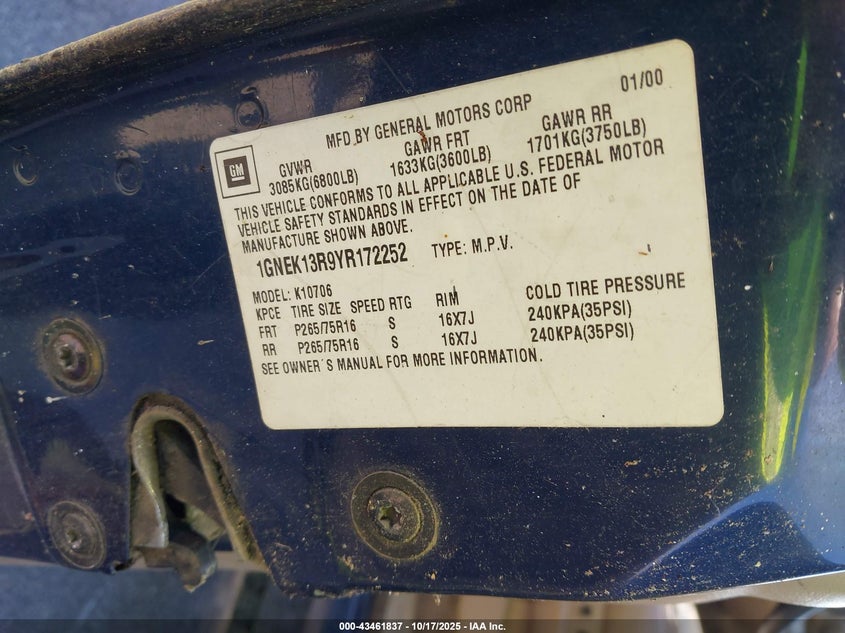 01/00
MFD BY GENERAL MOTORS CORP
GM
GVWR GAWR FRT GAWR RR
3085KG(6800LB) 1633KG(3600LB) 1701KG(3750LB)
THIS VEHICLE CONFORMS TO ALL APPLICABLE U.S. FEDERAL MOTOR
VEHICLE SAFETY STANDARDS IN EFFECT ON THE DATE OF
MANUFACTURE SHOWN ABOVE.
1GNEK13R9YR172252 TYPE: M.P.V.
MODEL: K10706
KPCE TIRE SIZE SPEED RTG RIM COLD TIRE PRESSURE
FRT P265/75R16 S 16X7J 240KPA(35PSI)
RR P265/75R16 S 16X7J 240KPA(35PSI)
SEE OWNER'S MANUAL FOR MORE INFORMATION.
000-43461837 - 10/17/2025 - IAA Inc.